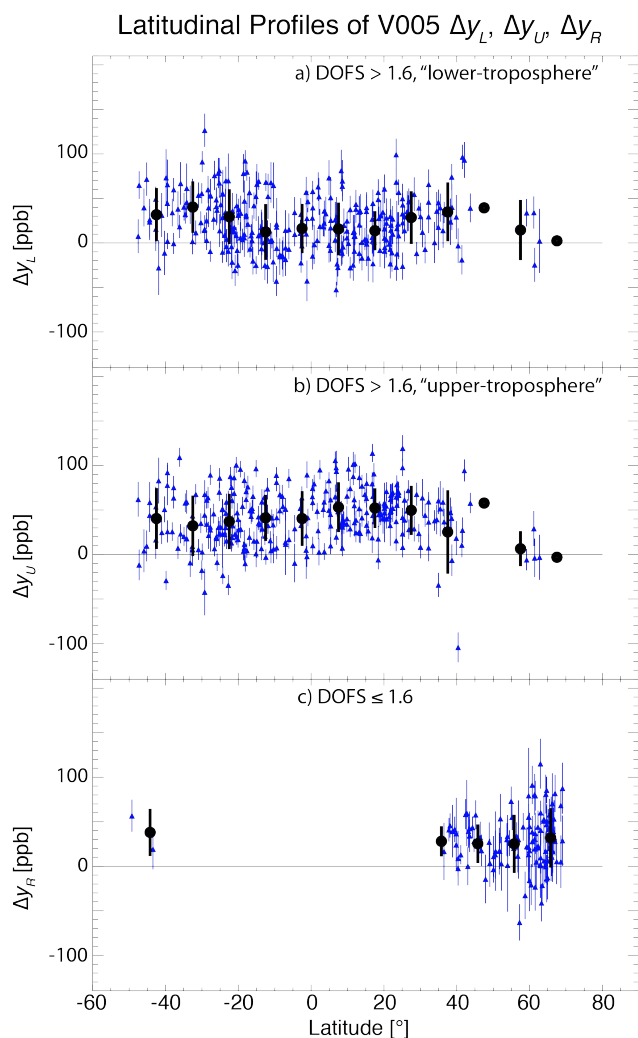 Latitudinal Profiles of V005 Δy_L, Δy_U, Δy_R
a) DOFS > 1.6, “lower-troposphere”
100
0
-100
Δy_L [ppb]
b) DOFS > 1.6, “upper-troposphere”
100
0
-100
Δy_U [ppb]
c) DOFS ≤ 1.6
100
0
-100
Δy_R [ppb]
-60 -40 -20 0 20 40 60 80
Latitude [°]